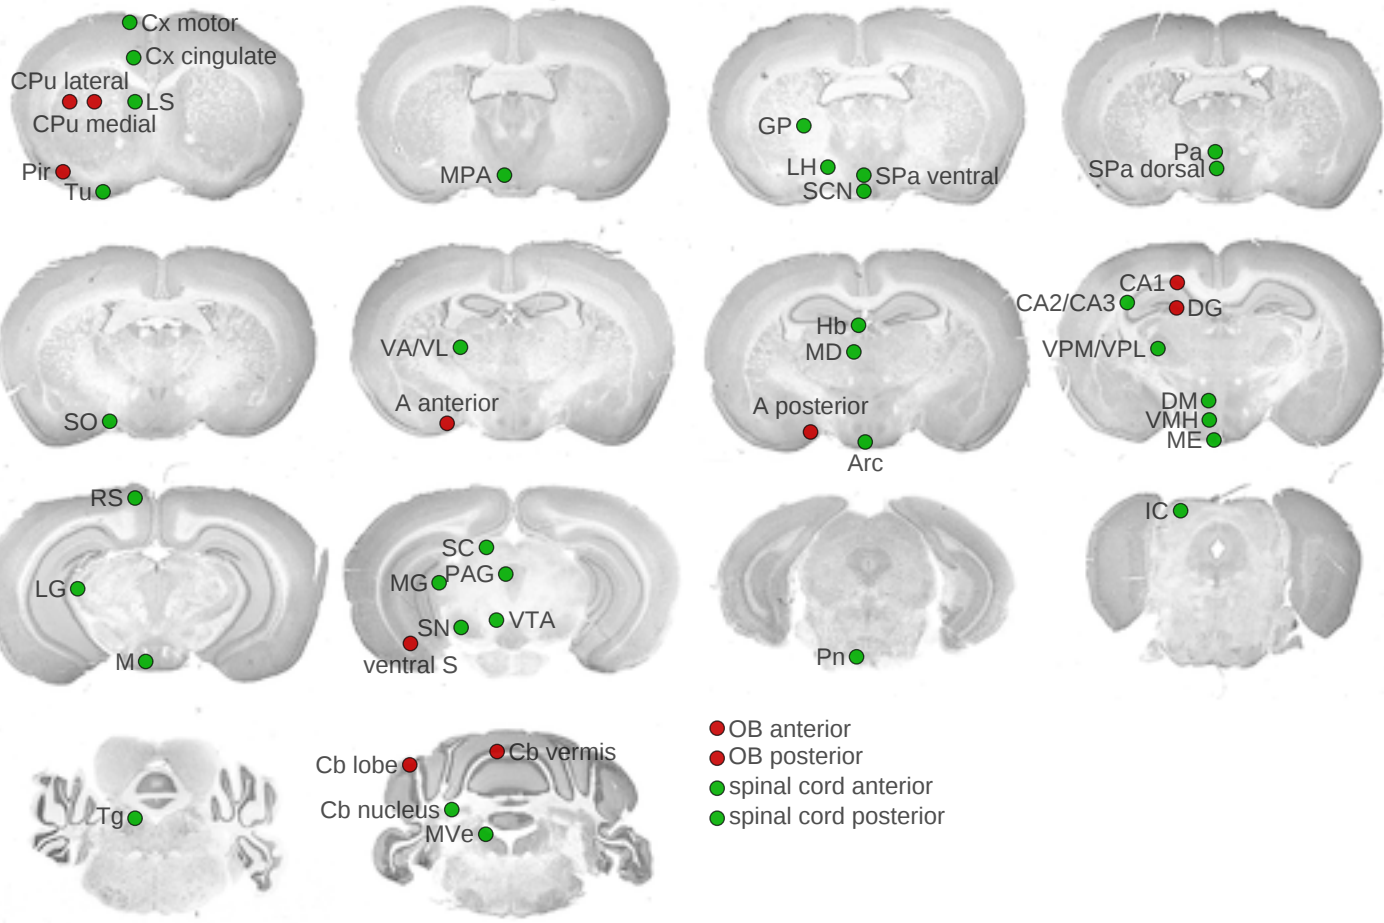 Cx motor
Cx cingulate
CPu lateral
LS
CPu medial
Pir
Tu
MPA
GP
LH
SPa ventral
SCN
Pa
SPa dorsal
SO
VA/VL
A anterior
Hb
MD
A posterior
Arc
CA1
CA2/CA3
DG
VPM/VPL
DM
VMH
ME
RS
LG
M
SC
MG
PAG
SN
VTA
ventral S
Pn
IC
Tg
Cb lobe
Cb vermis
Cb nucleus
MVe
OB anterior
OB posterior
spinal cord anterior
spinal cord posterior